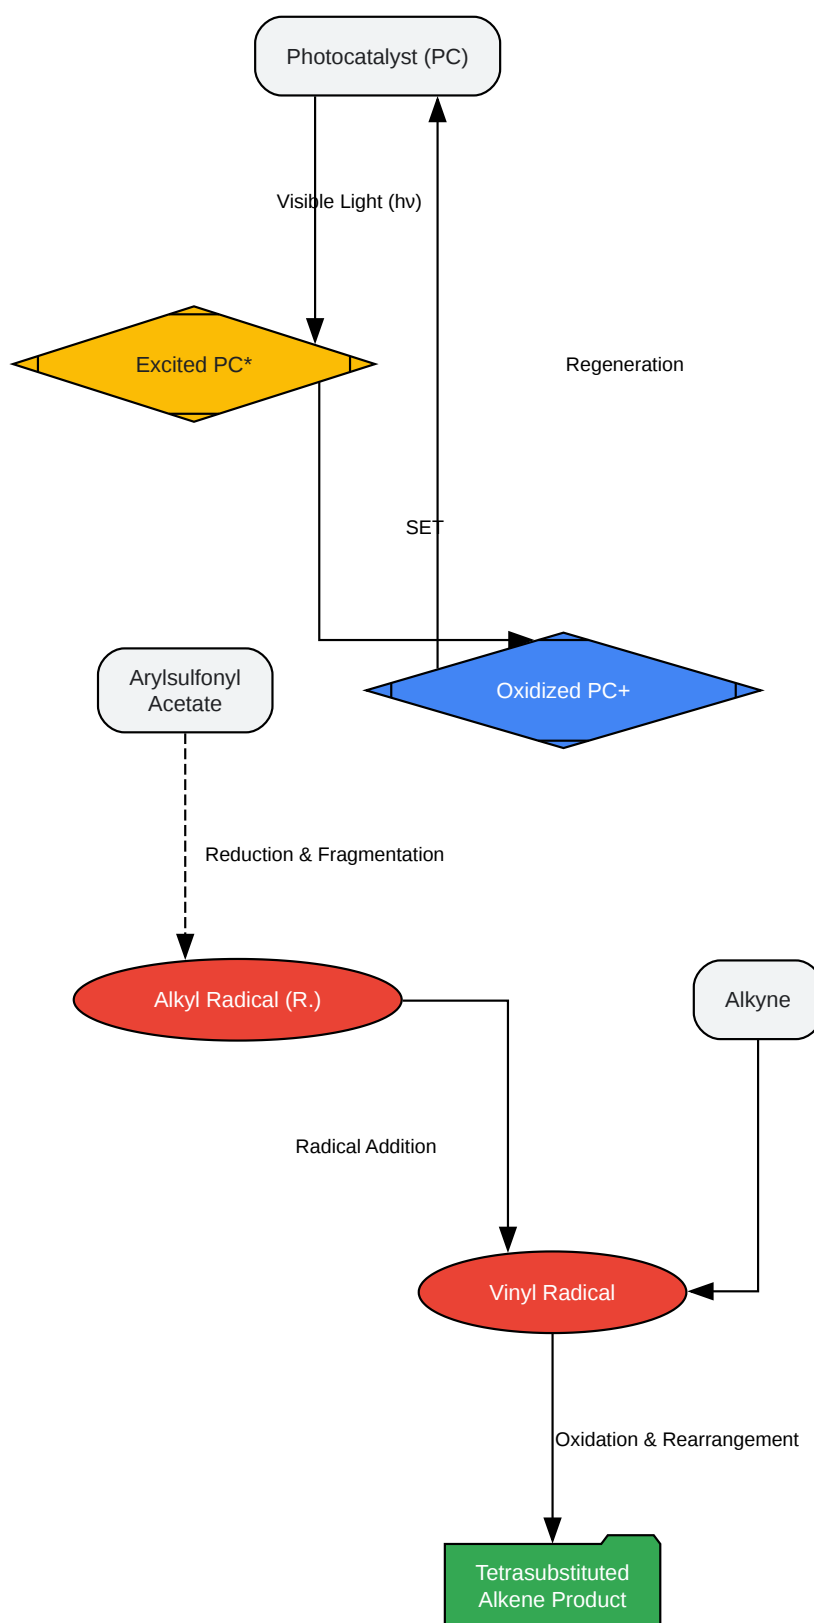 Photocatalyst (PC)
Visible Light (hν)
Excited PC*
Regeneration
SET
Arylsulfonyl
Acetate
Oxidized PC+
Reduction & Fragmentation
Alkyl Radical (R.)
Alkyne
Radical Addition
Vinyl Radical
Oxidation & Rearrangement
Tetrasubstituted
Alkene Product